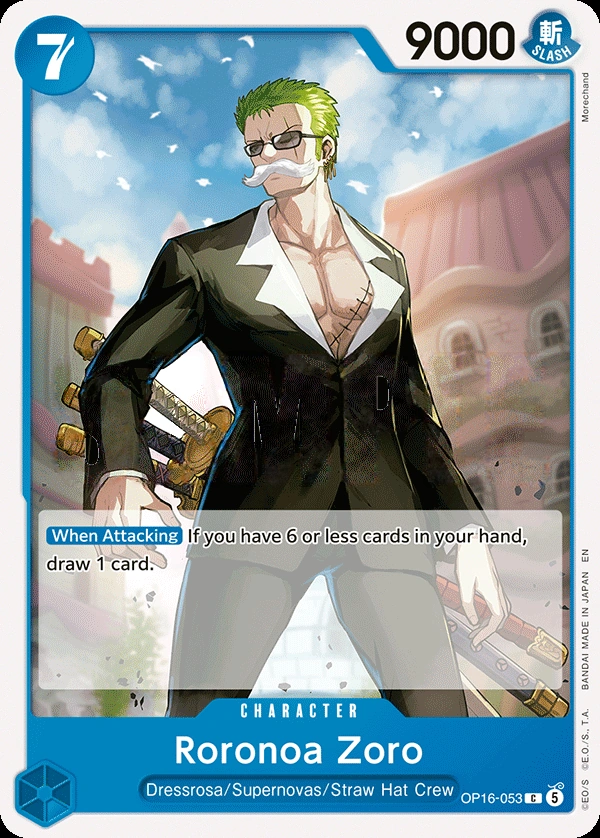 7
9000
斬
SLASH
Morechand
When Attacking If you have 6 or less cards in your hand,
draw 1 card.
CHARACTER
Roronoa Zoro
Dressrosa/Supernovas/Straw Hat Crew
OP16-053 C 5
©EO/S ©E.O./S., T.A. BANDAI MADE IN JAPAN EN